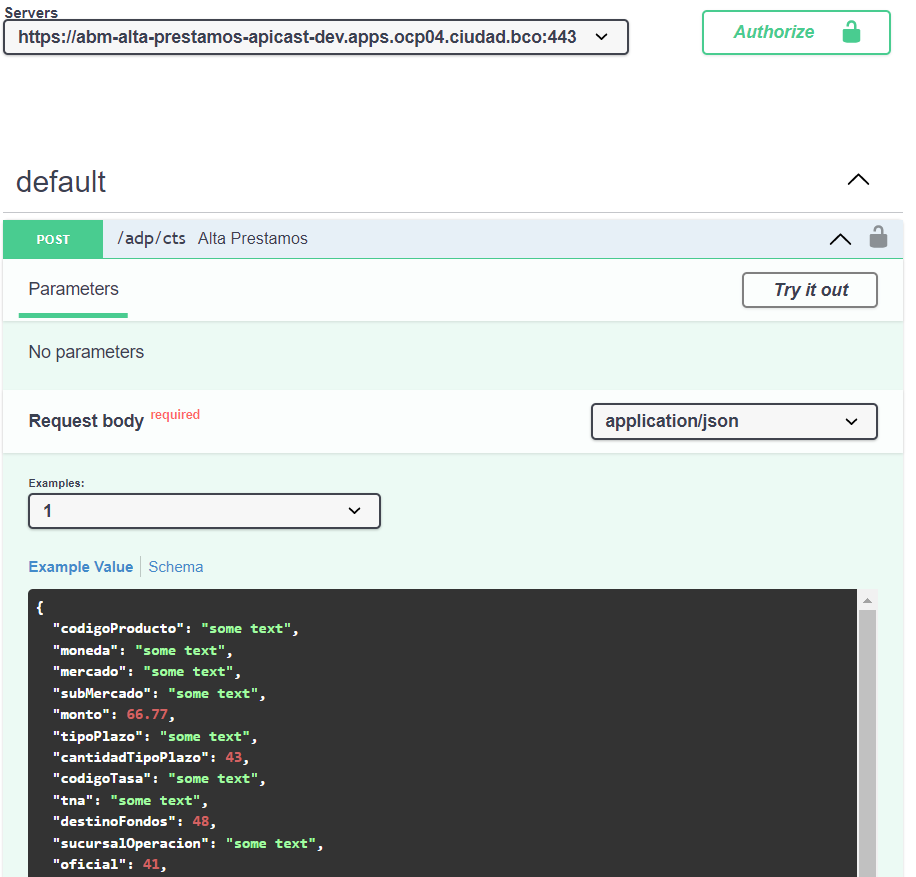 Servers
https://abm-alta-prestamos-apicast-dev.apps.ocp04.ciudad.bco:443
Authorize
default
POST /adp/cts Alta Prestamos
Parameters
Try it out
No parameters
Request body required
application/json
Examples:
1
Example Value Schema
{
"codigoProducto": "some text",
"moneda": "some text",
"mercado": "some text",
"subMercado": "some text",
"monto": 66.77,
"tipoPlazo": "some text",
"cantidadTipoPlazo": 43,
"codigoTasa": "some text",
"tna": "some text",
"destinoFondos": 48,
"sucursalOperacion": "some text",
"oficial": 41,